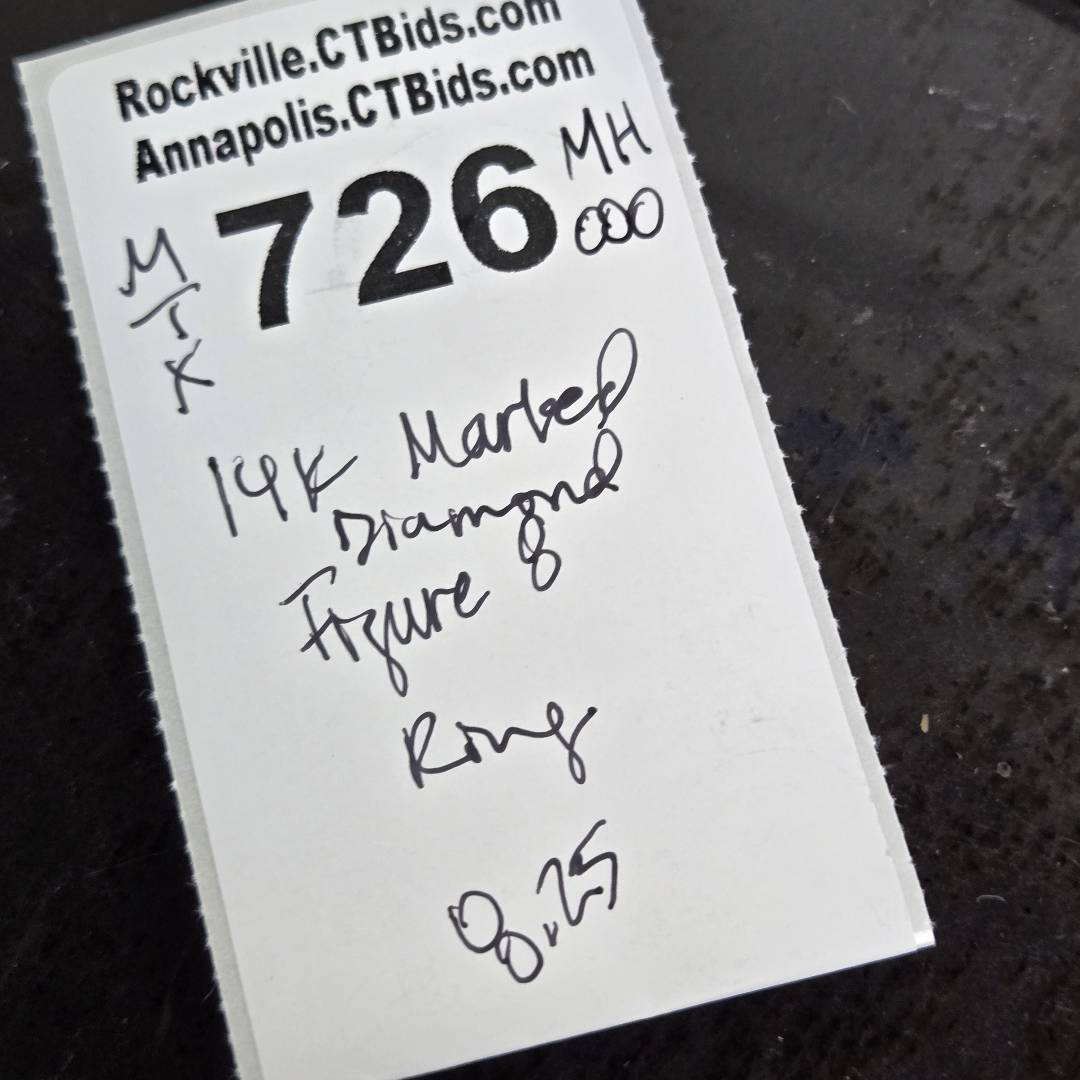 Rockville.CTBids.com
Annapolis.CTBids.com
726
MH
000
M
J
K
14K Marked
Diamond
Figure 8
Ring
8.25